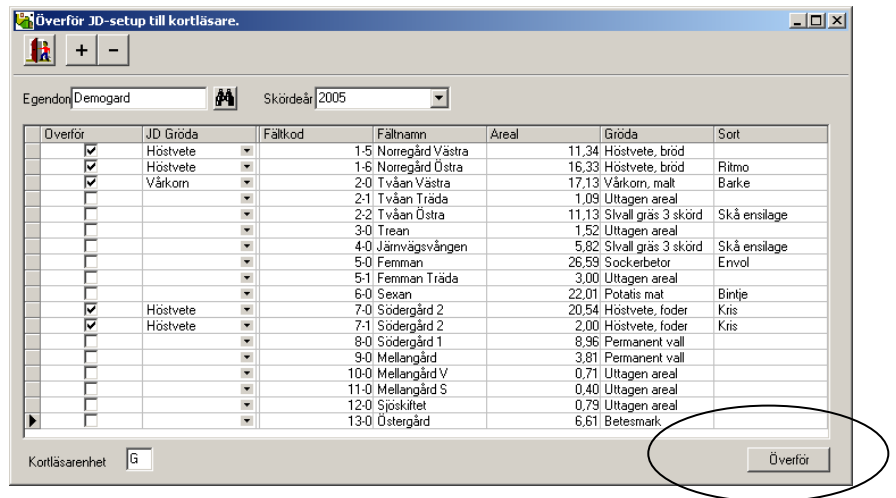 Överför JD-setup till kortläsare.
+ −
Egendon Demogard Skördeår 2005
Överför JD Gröda Fältkod Fältnamn Areal Gröda Sort
Höstvete 1-5 Norregård Västra 11,34 Höstvete, bröd
Höstvete 1-6 Norregård Östra 16,33 Höstvete, bröd Ritmo
Vårkorn 2-0 Tvåan Västra 17,13 Vårkorn, malt Barke
2-1 Tvåan Träda 1,09 Uttagen areal
2-2 Tvåan Östra 11,13 Slvall gräs 3 skörd Skå ensilage
3-0 Trean 1,52 Uttagen areal
4-0 Järnvägsvången 5,82 Slvall gräs 3 skörd Skå ensilage
5-0 Femman 26,59 Sockerbetor Envol
5-1 Femman Träda 3,00 Uttagen areal
6-0 Sexan 22,01 Potatis mat Bintje
Höstvete 7-0 Södergård 2 20,54 Höstvete, foder Kris
Höstvete 7-1 Södergård 2 2,00 Höstvete, foder Kris
8-0 Södergård 1 8,96 Permanent vall
9-0 Mellangård 3,81 Permanent vall
10-0 Mellangård V 0,71 Uttagen areal
11-0 Mellangård S 0,40 Uttagen areal
12-0 Sjöskiftet 0,79 Uttagen areal
13-0 Östergård 6,61 Betesmark
Kortläsarenhet G Överför